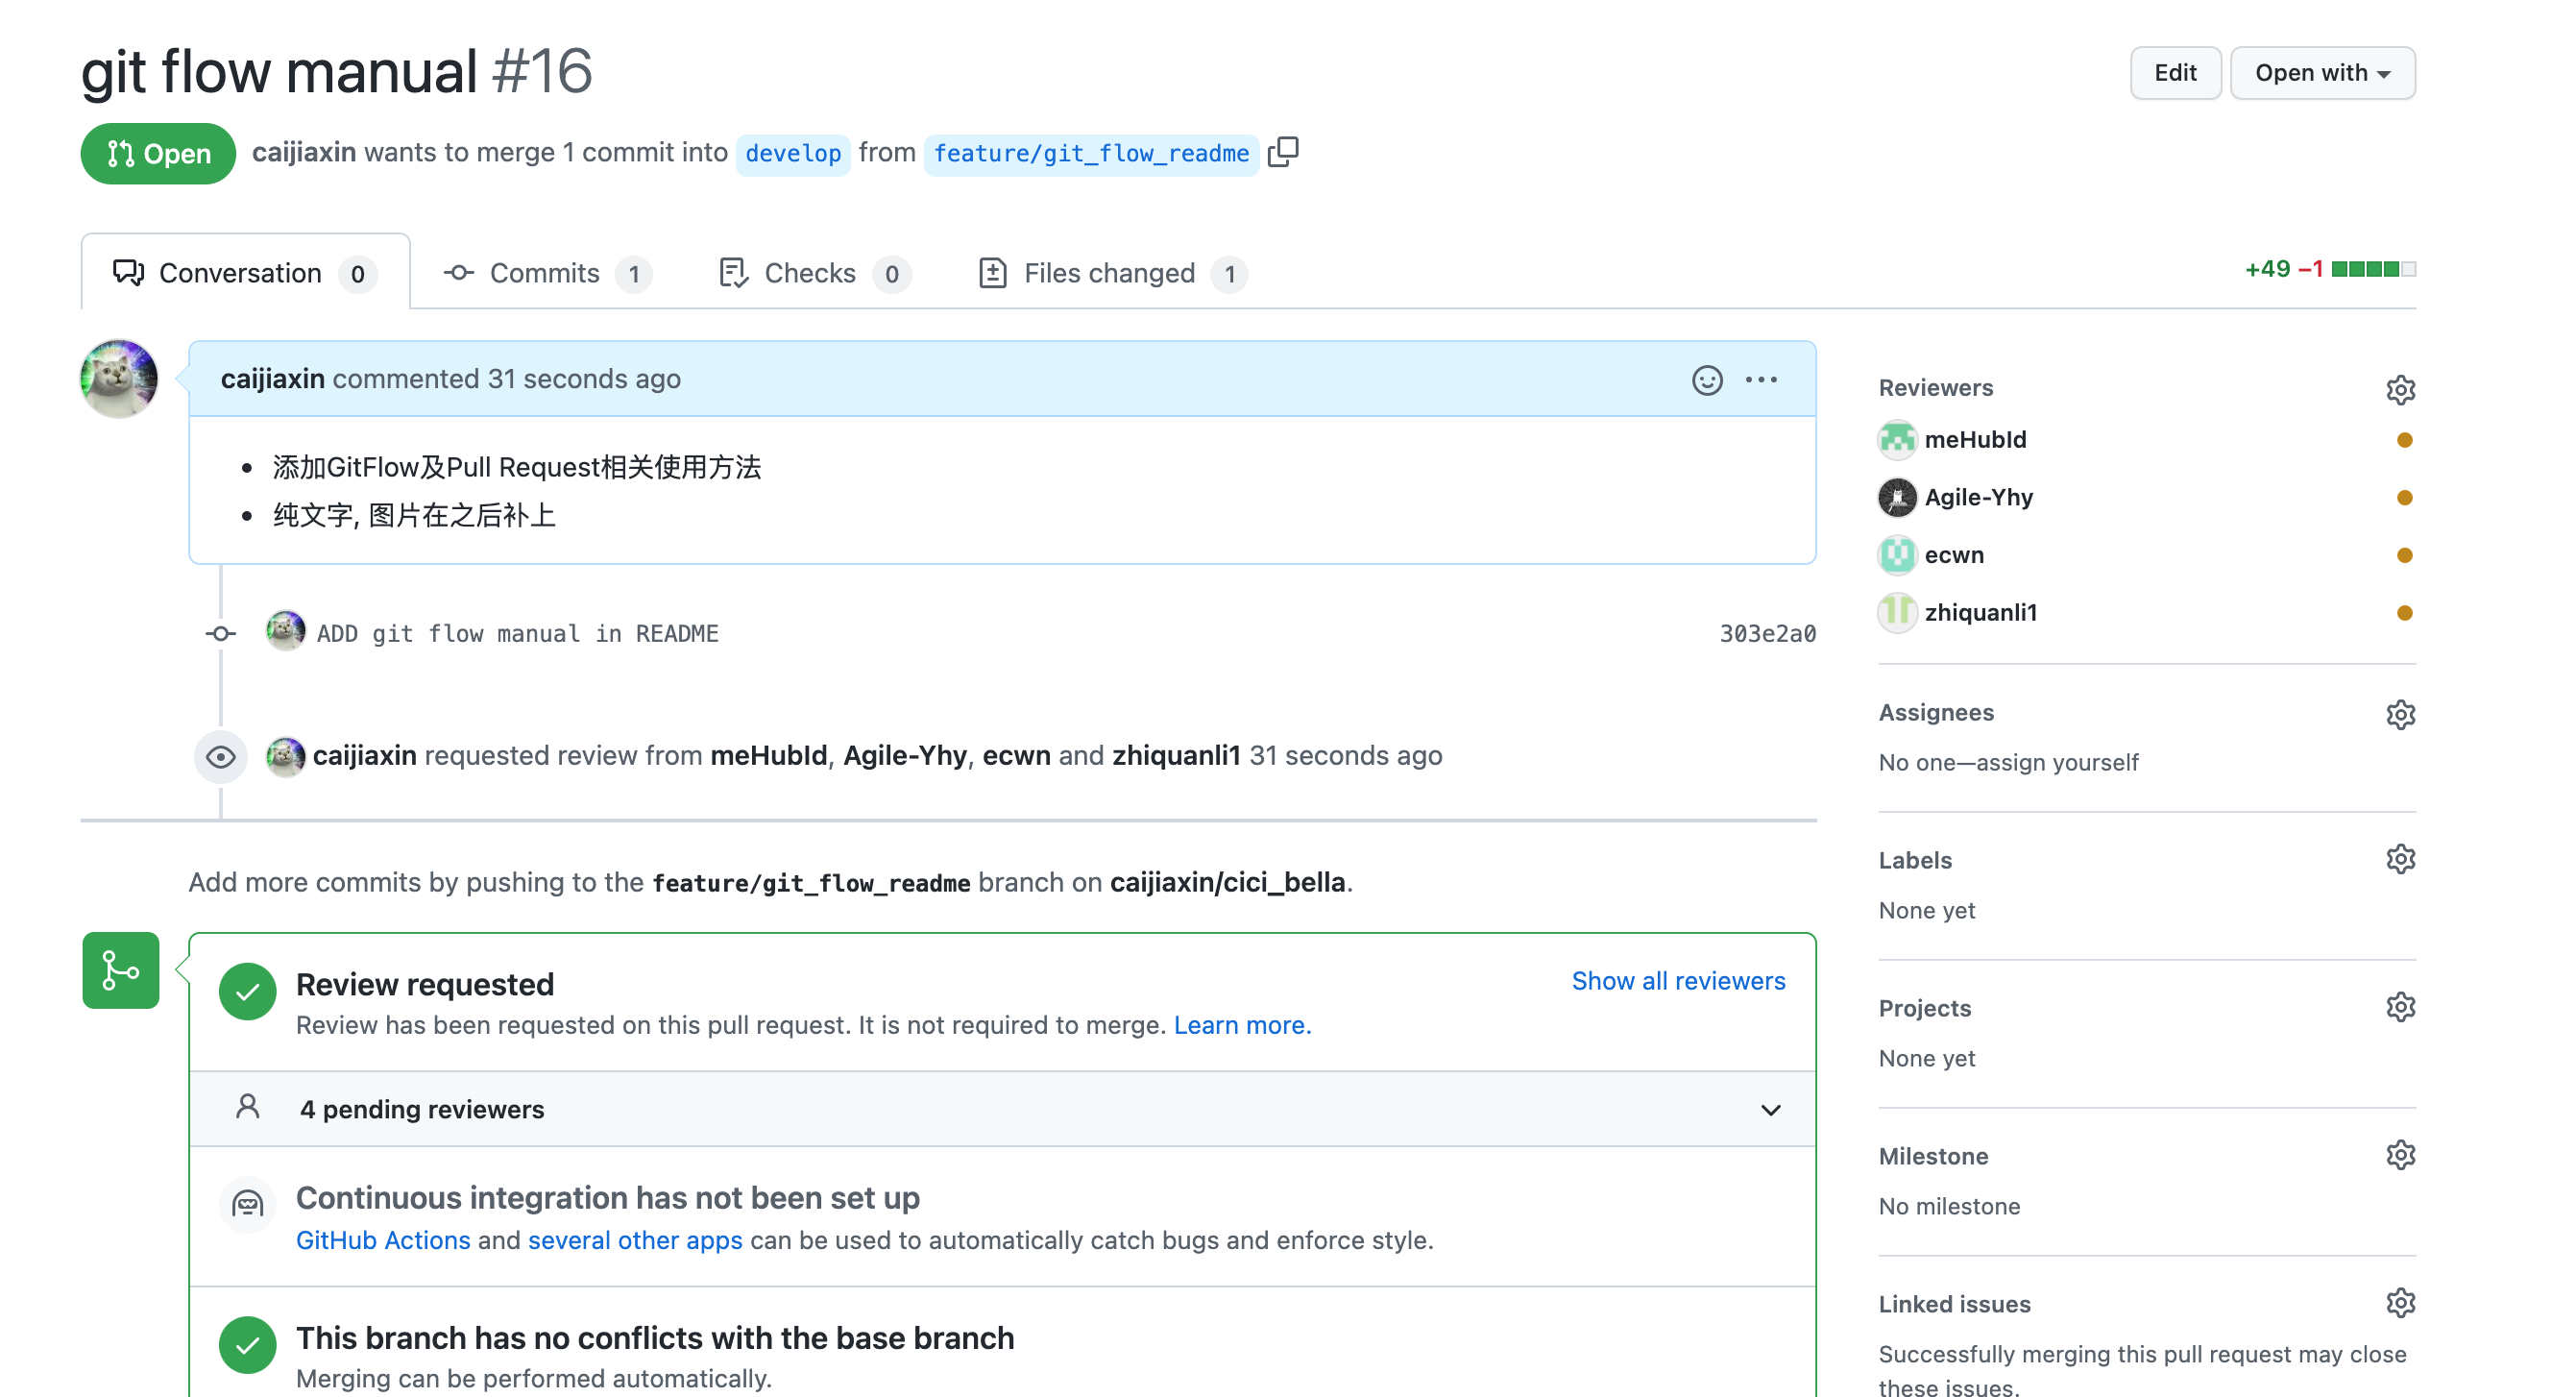 git flow manual #16
Edit
Open with
Open
caijiaxin wants to merge 1 commit into develop from feature/git_flow_readme
Conversation 0
Commits 1
Checks 0
Files changed 1
+49 −1
caijiaxin commented 31 seconds ago
• 添加GitFlow及Pull Request相关使用方法
• 纯文字, 图片在之后补上
ADD git flow manual in README
303e2a0
caijiaxin requested review from meHubId, Agile-Yhy, ecwn and zhiquanli1 31 seconds ago
Add more commits by pushing to the feature/git_flow_readme branch on caijiaxin/cici_bella.
Review requested
Show all reviewers
Review has been requested on this pull request. It is not required to merge. Learn more.
4 pending reviewers
Continuous integration has not been set up
GitHub Actions and several other apps can be used to automatically catch bugs and enforce style.
This branch has no conflicts with the base branch
Merging can be performed automatically.
Reviewers
meHubId
Agile-Yhy
ecwn
zhiquanli1
Assignees
No one—assign yourself
Labels
None yet
Projects
None yet
Milestone
No milestone
Linked issues
Successfully merging this pull request may close
these issues.